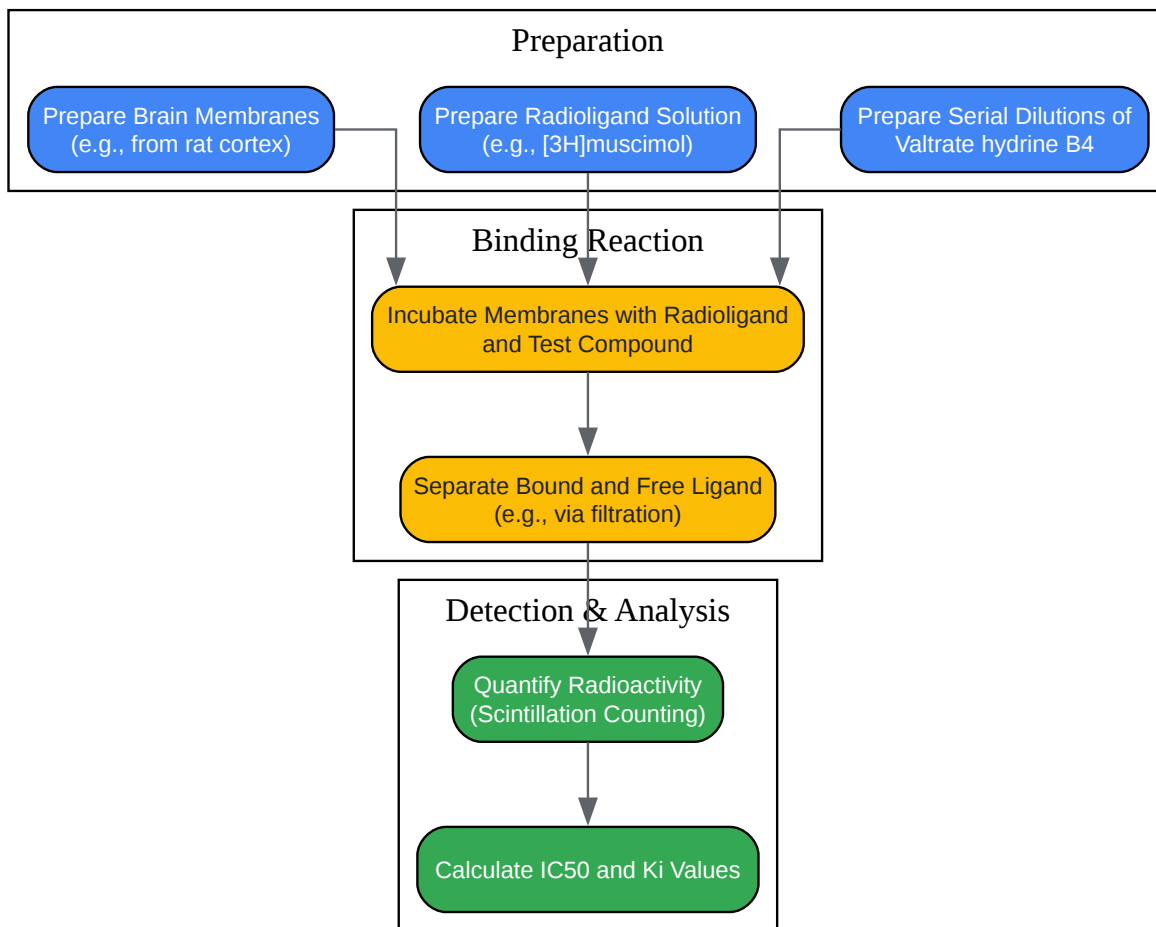 Preparation
Prepare Brain Membranes
(e.g., from rat cortex)
Prepare Radioligand Solution
(e.g., [3H]muscimol)
Prepare Serial Dilutions of
Valtrate hydrine B4
Binding Reaction
Incubate Membranes with Radioligand
and Test Compound
Separate Bound and Free Ligand
(e.g., via filtration)
Detection & Analysis
Quantify Radioactivity
(Scintillation Counting)
Calculate IC50 and Ki Values